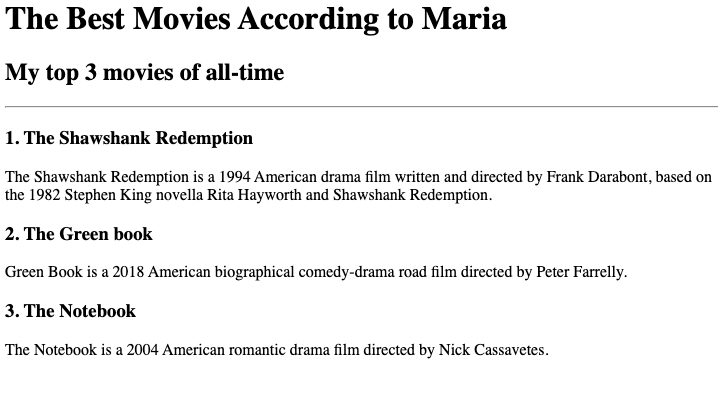 The Best Movies According to Maria
My top 3 movies of all-time
1. The Shawshank Redemption
The Shawshank Redemption is a 1994 American drama film written and directed by Frank Darabont, based on
the 1982 Stephen King novella Rita Hayworth and Shawshank Redemption.
2. The Green book
Green Book is a 2018 American biographical comedy-drama road film directed by Peter Farrelly.
3. The Notebook
The Notebook is a 2004 American romantic drama film directed by Nick Cassavetes.